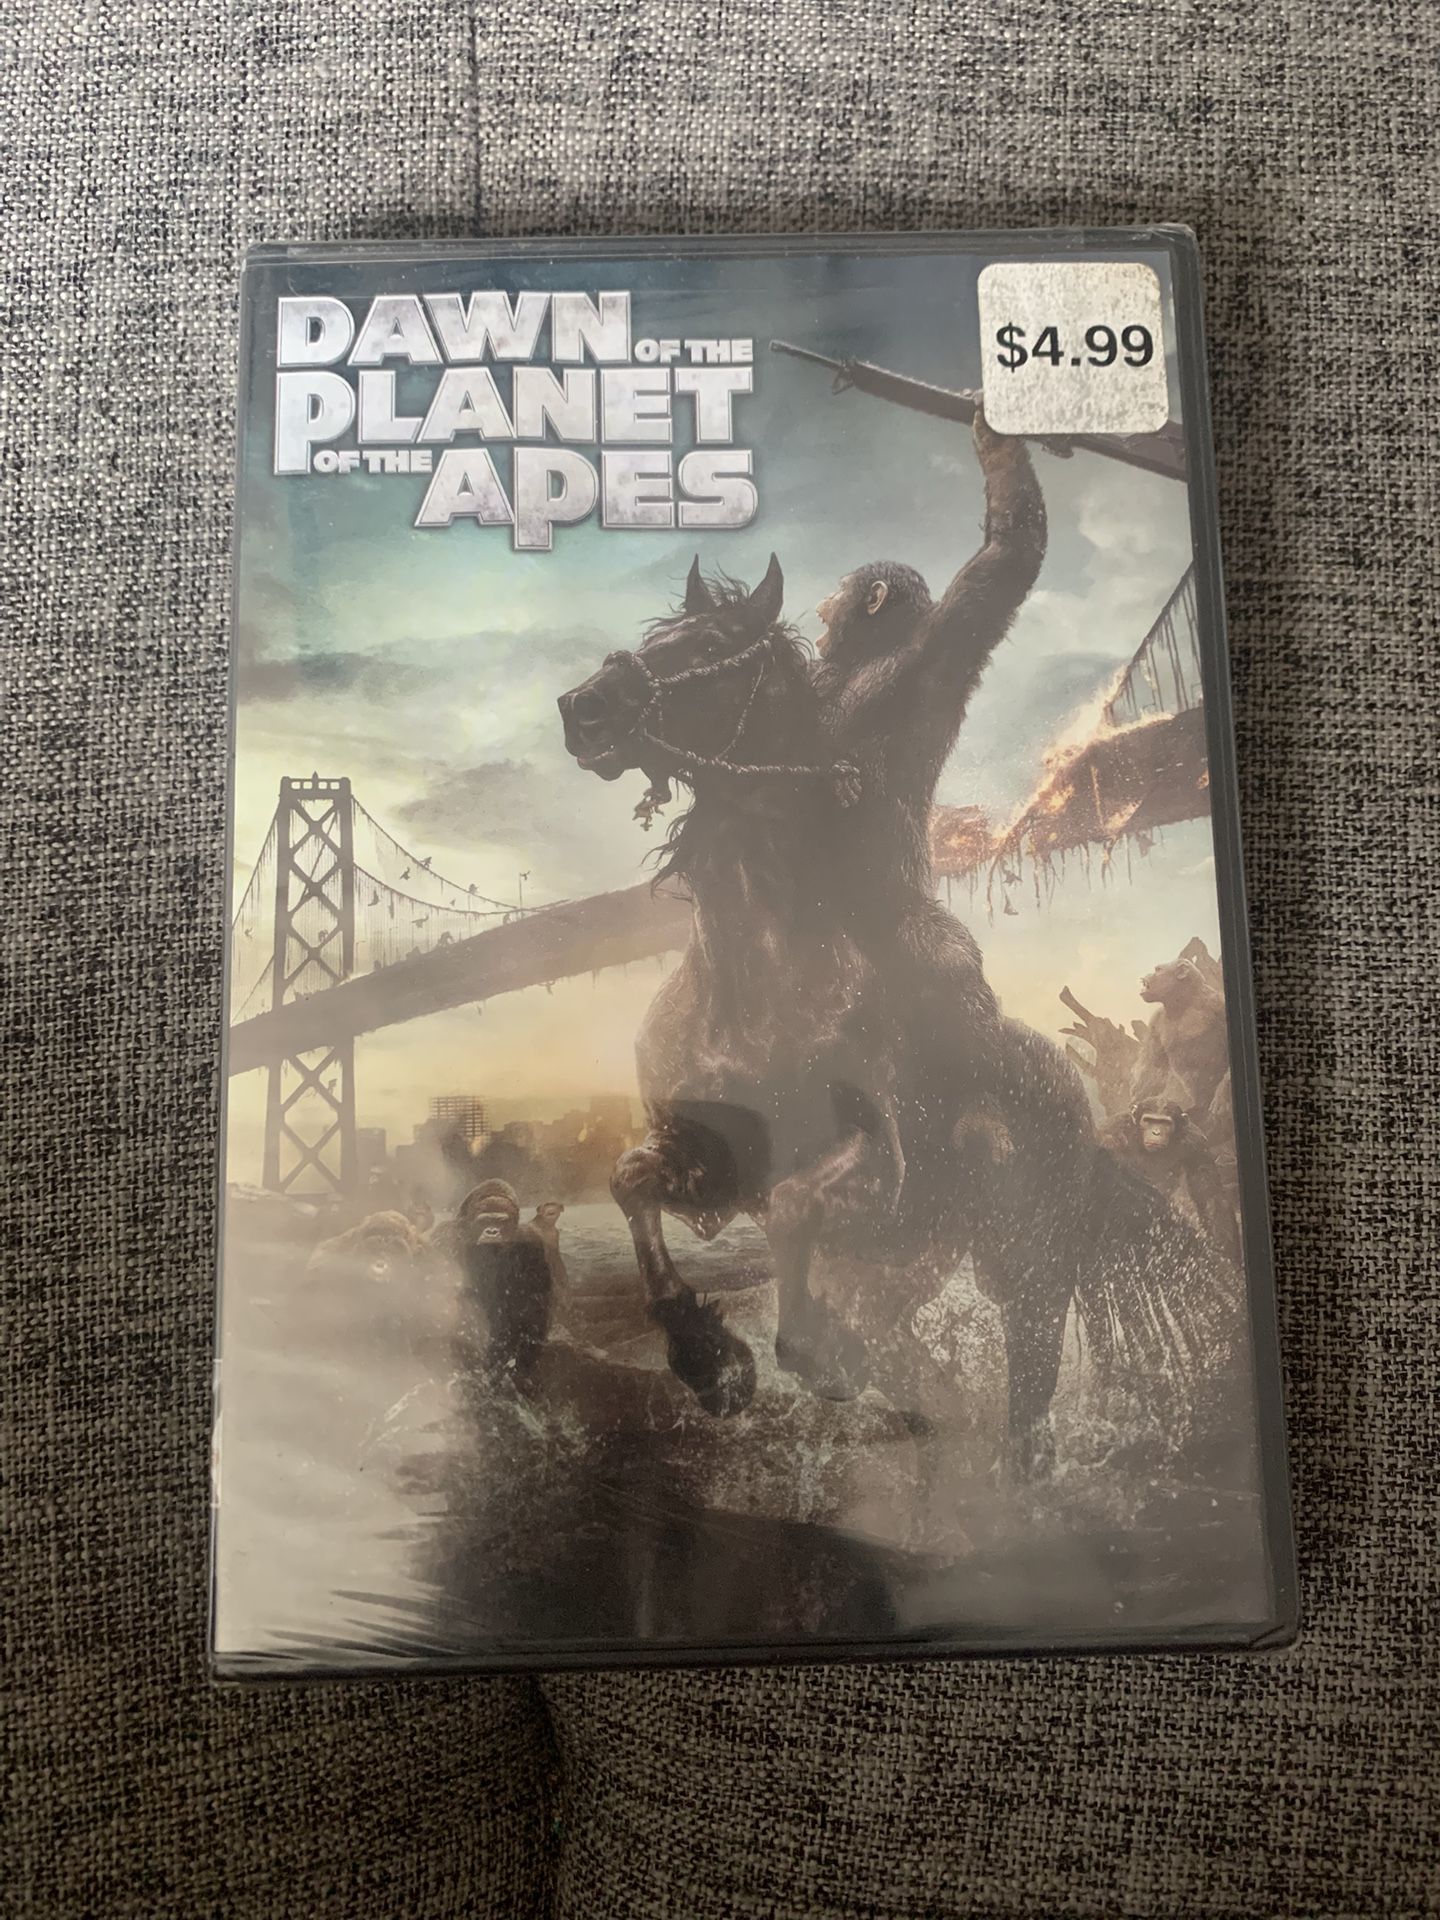 DAWN OF THE
PLANET
OF THE APES
$4.99